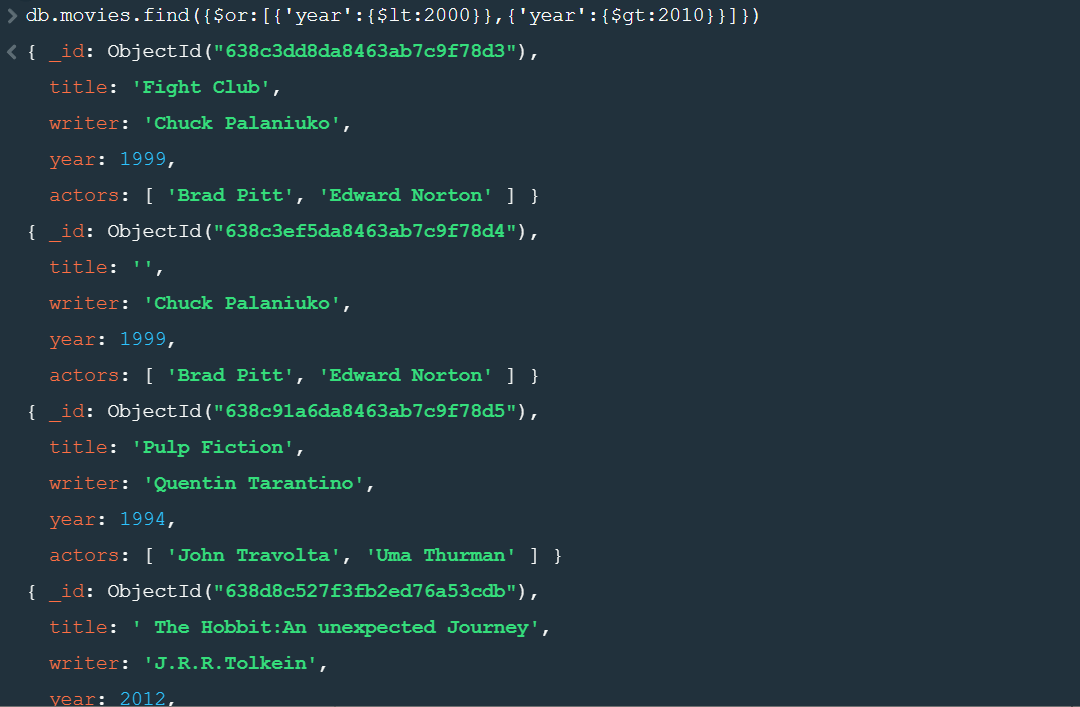 db.movies.find({$or:[{'year':{$lt:2000}},{'year':{$gt:2010}}]})
{ _id: ObjectId("638c3dd8da8463ab7c9f78d3"),
title: 'Fight Club',
writer: 'Chuck Palaniuko',
year: 1999,
actors: [ 'Brad Pitt', 'Edward Norton' ] }
{ _id: ObjectId("638c3ef5da8463ab7c9f78d4"),
title: '',
writer: 'Chuck Palaniuko',
year: 1999,
actors: [ 'Brad Pitt', 'Edward Norton' ] }
{ _id: ObjectId("638c91a6da8463ab7c9f78d5"),
title: 'Pulp Fiction',
writer: 'Quentin Tarantino',
year: 1994,
actors: [ 'John Travolta', 'Uma Thurman' ] }
{ _id: ObjectId("638d8c527f3fb2ed76a53cdb"),
title: ' The Hobbit:An unexpected Journey',
writer: 'J.R.R.Tolkein',
year: 2012,